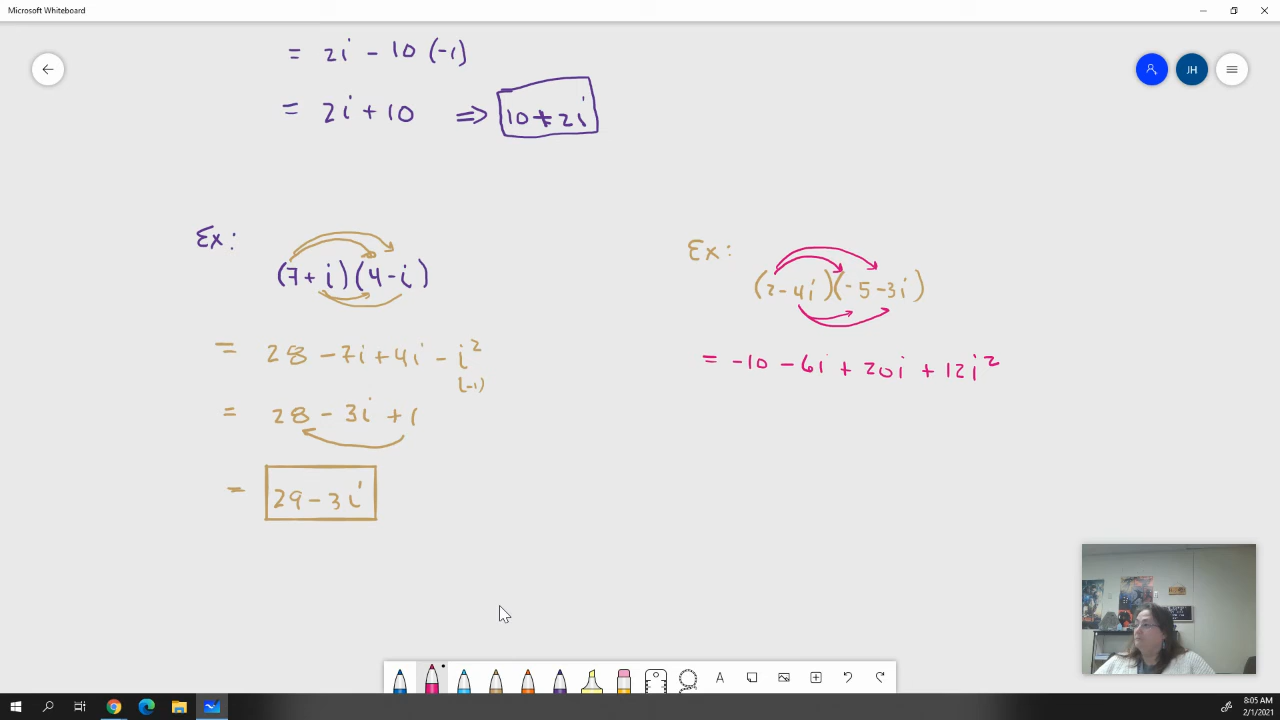 Microsoft Whiteboard
= 2i - 10 (-1)
JH
= 2i + 10 => 10 + 2i
Ex:
(7 + i)(4 - i)
= 28 - 7i + 4i - i²
(-1)
= 28 - 3i + 1
= 29 - 3i
Ex:
(2 - 4i)(-5 - 3i)
= -10 - 6i + 20i + 12i²
A
8:05 AM
2/1/2021